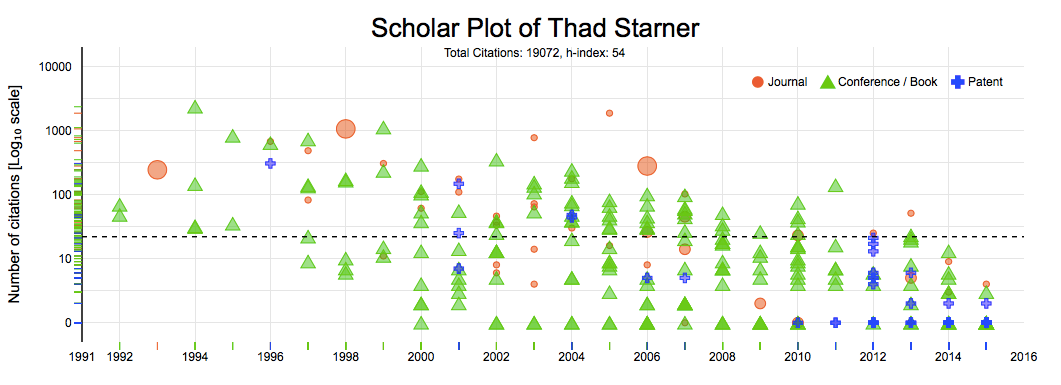 Scholar Plot of Thad Starner
Total Citations: 19072, h-index: 54
Journal Conference / Book Patent
Number of citations [Log₁₀ scale]
10000
1000
100
10
0
1991 1992 1994 1996 1998 2000 2002 2004 2006 2008 2010 2012 2014 2016